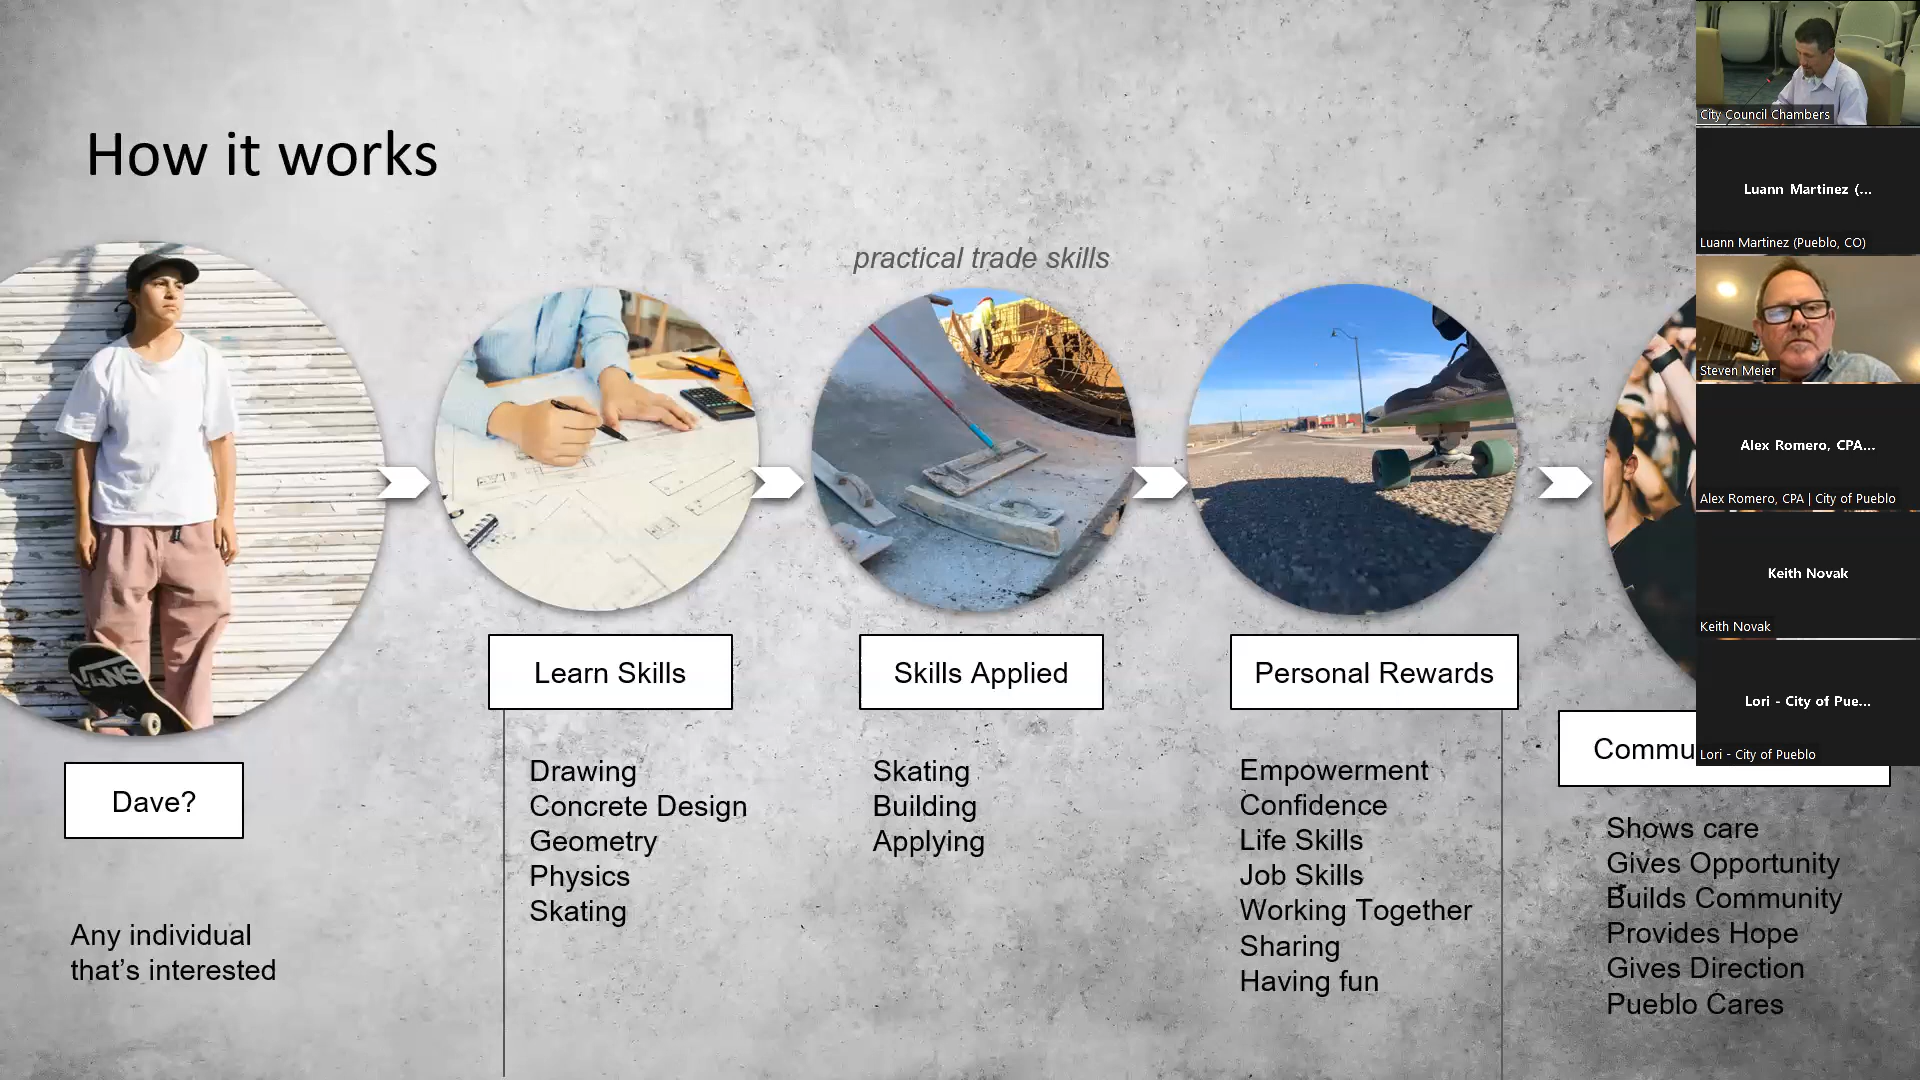 How it works
practical trade skills
VANS
Dave?
Any individual
that's interested
Learn Skills
Drawing
Concrete Design
Geometry
Physics
Skating
Skills Applied
Skating
Building
Applying
Personal Rewards
Empowerment
Confidence
Life Skills
Job Skills
Working Together
Sharing
Having fun
Commu
Shows care
Gives Opportunity
Builds Community
Provides Hope
Gives Direction
Pueblo Cares
City Council Chambers
Luann Martinez (...
Luann Martinez (Pueblo, CO)
Steven Meier
Alex Romero, CPA...
Alex Romero, CPA | City of Pueblo
Keith Novak
Keith Novak
Lori - City of Pue...
Lori - City of Pueblo